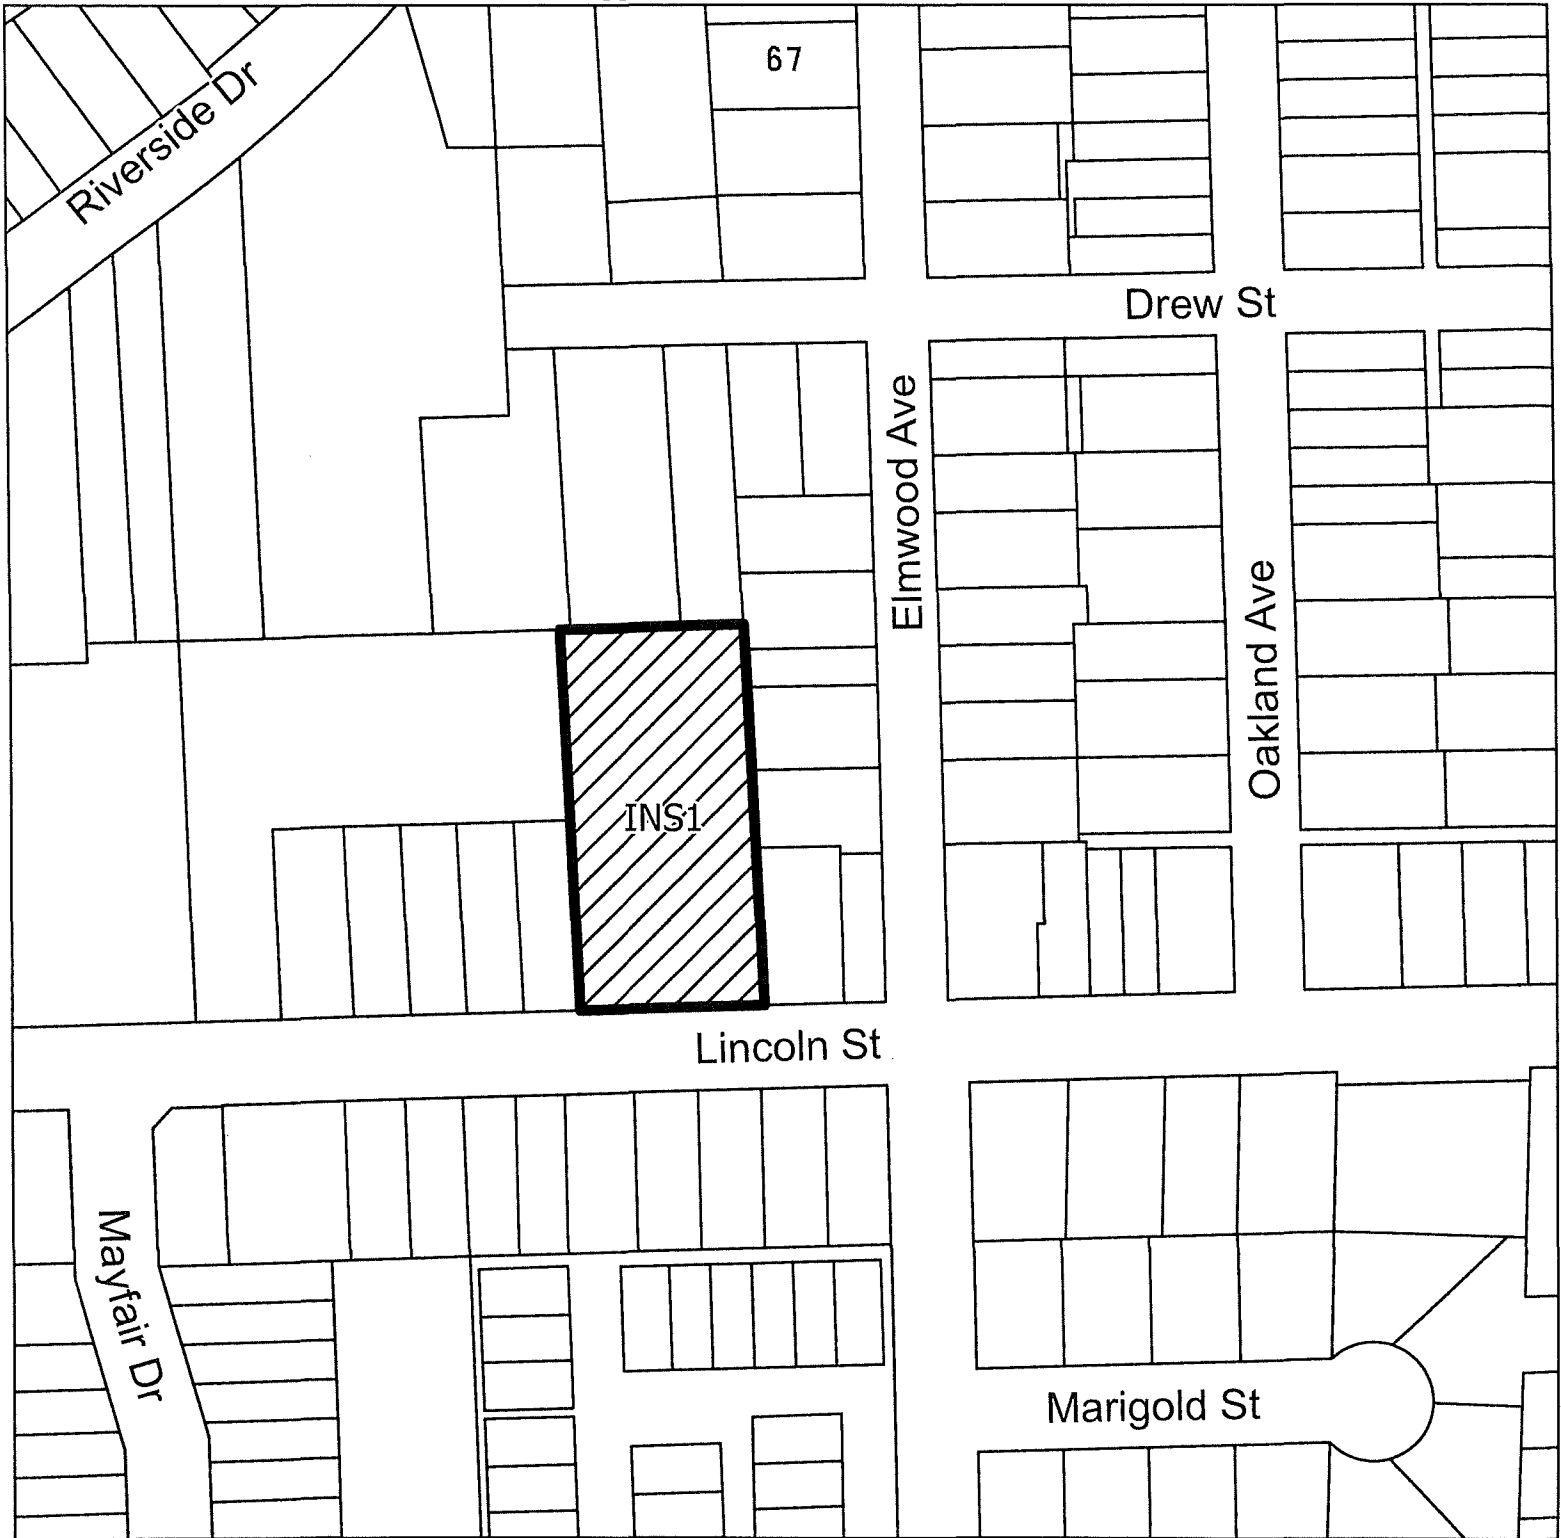 67
Riverside Dr
Drew St
Elmwood Ave
Oakland Ave
INS1
Lincoln St
Mayfair Dr
Marigold St